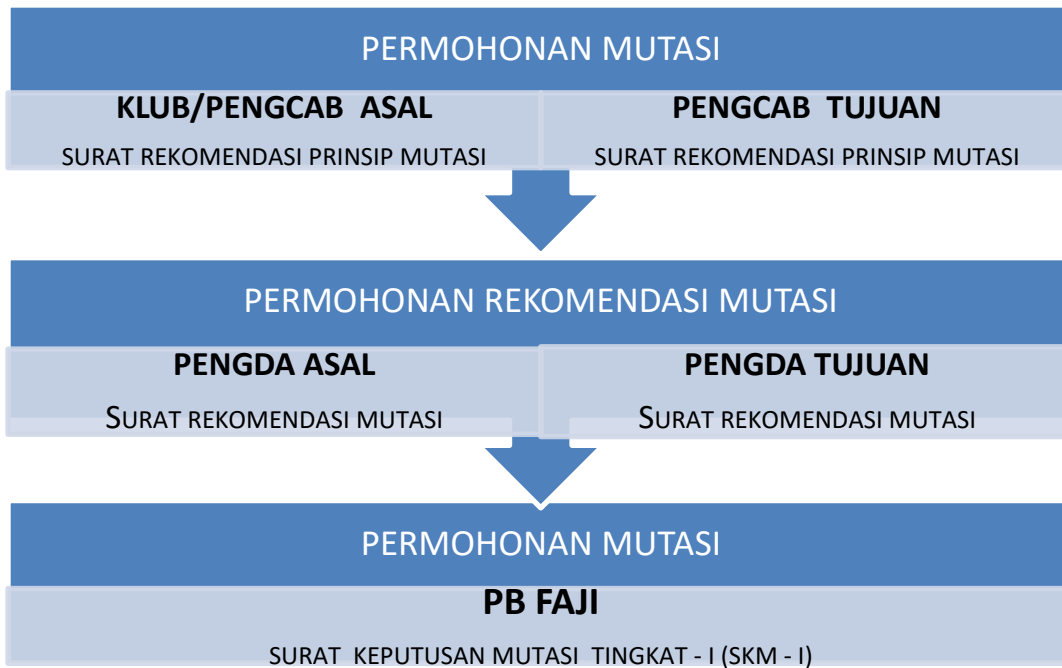 PERMOHONAN MUTASI
KLUB/PENGCAB ASAL
PENGCAB TUJUAN
SURAT REKOMENDASI PRINSIP MUTASI
SURAT REKOMENDASI PRINSIP MUTASI
PERMOHONAN REKOMENDASI MUTASI
PENGDA ASAL
PENGDA TUJUAN
SURAT REKOMENDASI MUTASI
SURAT REKOMENDASI MUTASI
PERMOHONAN MUTASI
PB FAJI
SURAT KEPUTUSAN MUTASI TINGKAT - I (SKM - I)